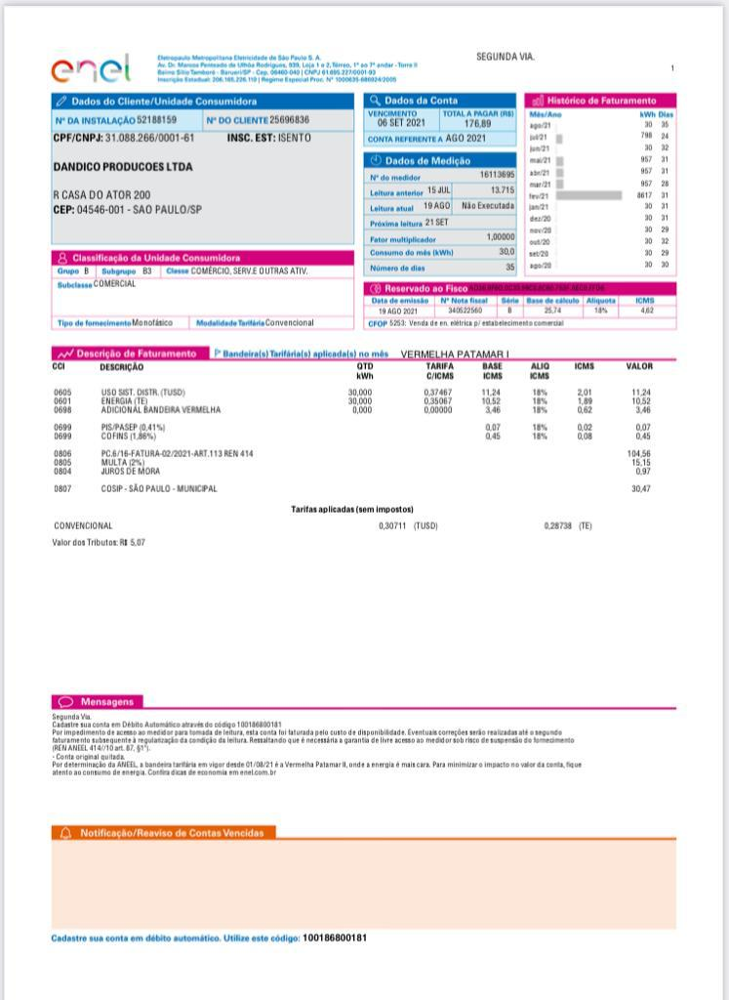 enel
Eletropaulo Metropolitana Eletricidade de São Paulo S. A.
Av. Dr. Marcos Penteado de Ulhôa Rodrigues, 939, Loja 1 e 2, Térreo, 1º ao 7º andar - Torre II
Bairro Sítio Tamboré - Barueri/SP - Cep. 06460-040 | CNPJ 61.695.227/0001-93
Inscrição Estadual: 206.165.226.119 | Regime Especial Proc. Nº 1000635-686924/2005
SEGUNDA VIA.
1
Dados do Cliente/Unidade Consumidora
Nº DA INSTALAÇÃO 52188159 Nº DO CLIENTE 25696836
CPF/CNPJ: 31.088.266/0001-61 INSC. EST: ISENTO
DANDICO PRODUCOES LTDA
R CASA DO ATOR 200
CEP: 04546-001 - SAO PAULO/SP
Classificação da Unidade Consumidora
Grupo B Subgrupo B3 Classe COMÉRCIO, SERV.E OUTRAS ATIV.
Subclasse COMERCIAL
Tipo de fornecimento Monofásico Modalidade Tarifária Convencional
Dados da Conta
VENCIMENTO TOTAL A PAGAR (R$)
06 SET 2021 176,89
CONTA REFERENTE A AGO 2021
Dados de Medição
Nº do medidor 16113695
Leitura anterior 15 JUL 13.715
Leitura atual 19 AGO Não Executada
Próxima leitura 21 SET
Fator multiplicador 1,00000
Consumo do mês (kWh) 30,0
Número de dias 35
Histórico de Faturamento
Mês/Ano kWh Dias
ago/21 30 35
jul/21 798 24
jun/21 30 32
mai/21 957 31
abr/21 957 31
mar/21 957 28
fev/21 8617 31
jan/21 30 31
dez/20 30 31
nov/20 30 29
out/20 30 32
set/20 30 29
ago/20 30 30
Reservado ao Fisco
Data de emissão Nº Nota fiscal Série Base de cálculo Alíquota ICMS
19 AGO 2021 340522560 B 25,74 18% 4,62
CFOP 5253: Venda de en. elétrica p/ estabelecimento comercial
Descrição de Faturamento Bandeira(s) Tarifária(s) aplicada(s) no mês VERMELHA PATAMAR I
CCI DESCRIÇÃO QTD kWh TARIFA C/ICMS BASE ICMS ALIQ ICMS ICMS VALOR
0605 USO SIST. DISTR. (TUSD) 30,000 0,37467 11,24 18% 2,01 11,24
0601 ENERGIA (TE) 30,000 0,35067 10,52 18% 1,89 10,52
0698 ADICIONAL BANDEIRA VERMELHA 0,000 0,00000 3,46 18% 0,62 3,46
0699 PIS/PASEP (0,41%) 0,07 18% 0,02 0,07
0699 COFINS (1,86%) 0,45 18% 0,08 0,45
0806 PC.6/16-FATURA-02/2021-ART.113 REN 414 104,56
0805 MULTA (2%) 15,15
0804 JUROS DE MORA 0,97
0807 COSIP - SÃO PAULO - MUNICIPAL 30,47
Tarifas aplicadas (sem impostos)
CONVENCIONAL 0,30711 (TUSD) 0,28738 (TE)
Valor dos Tributos: R$ 5,07
Mensagens
Segunda Via.
Cadastre sua conta em Débito Automático através do código 100186800181
Por impedimento de acesso ao medidor para tomada de leitura, esta conta foi faturada pelo custo de disponibilidade. Eventuais correções serão realizadas até o segundo
faturamento subsequente à regularização da condição da leitura. Ressaltando que é necessária a garantia de livre acesso ao medidor sob risco de suspensão do fornecimento
(REN ANEEL 414//10 art. 87, §1º).
- Conta original quitada.
Por determinação da ANEEL, a bandeira tarifária em vigor desde 01/08/21 é a Vermelha Patamar II, onde a energia é mais cara. Para minimizar o impacto no valor da conta, fique
atento ao consumo de energia. Confira dicas de economia em enel.com.br
Notificação/Reaviso de Contas Vencidas
Cadastre sua conta em débito automático. Utilize este código: 100186800181